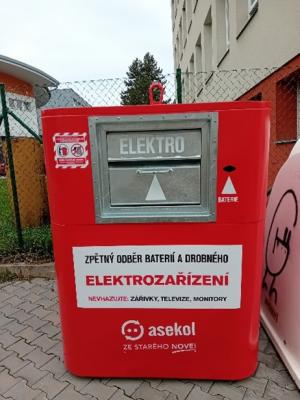 ELEKTRO
BATERIE
ZPĚTNÝ ODBĚR BATERIÍ A DROBNÉHO
ELEKTROZAŘÍZENÍ
NEVHAZUJTE: ZÁŘIVKY, TELEVIZE, MONITORY
asekol
ZE STARÉHO NOVÉ!